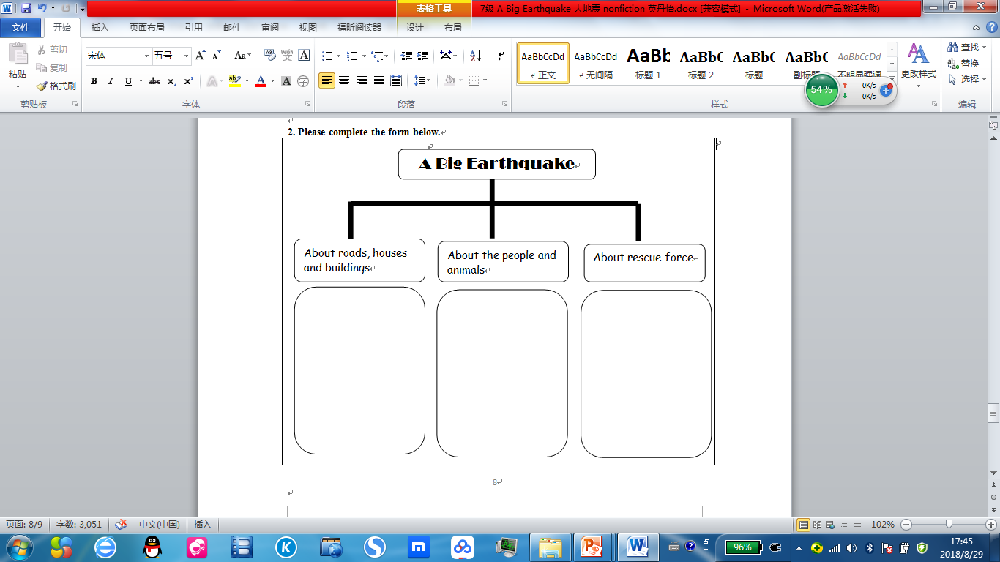 表格工具
7级 A Big Earthquake 大地震 nonfiction 英丹怡.docx [兼容模式] - Microsoft Word(产品激活失败)
文件 开始 插入 页面布局 引用 邮件 审阅 视图 福昕阅读器 设计 布局
粘贴
剪切
复制
格式刷
剪贴板
宋体 五号
字体
段落
AaBbCcDd 正文
AaBbCcDd 无间隔
AaBb 标题 1
AaBbC 标题 2
AaBbC 标题
AaBbC 副标题
AaBbCcDd 不明显强调
更改样式
样式
查找
替换
选择
编辑
54%
0K/s
0K/s
2. Please complete the form below.
A Big Earthquake
About roads, houses
and buildings
About the people and
animals
About rescue force
8
页面: 8/9 字数: 3,051 中文(中国) 插入 102%
96%
17:45
2018/8/29